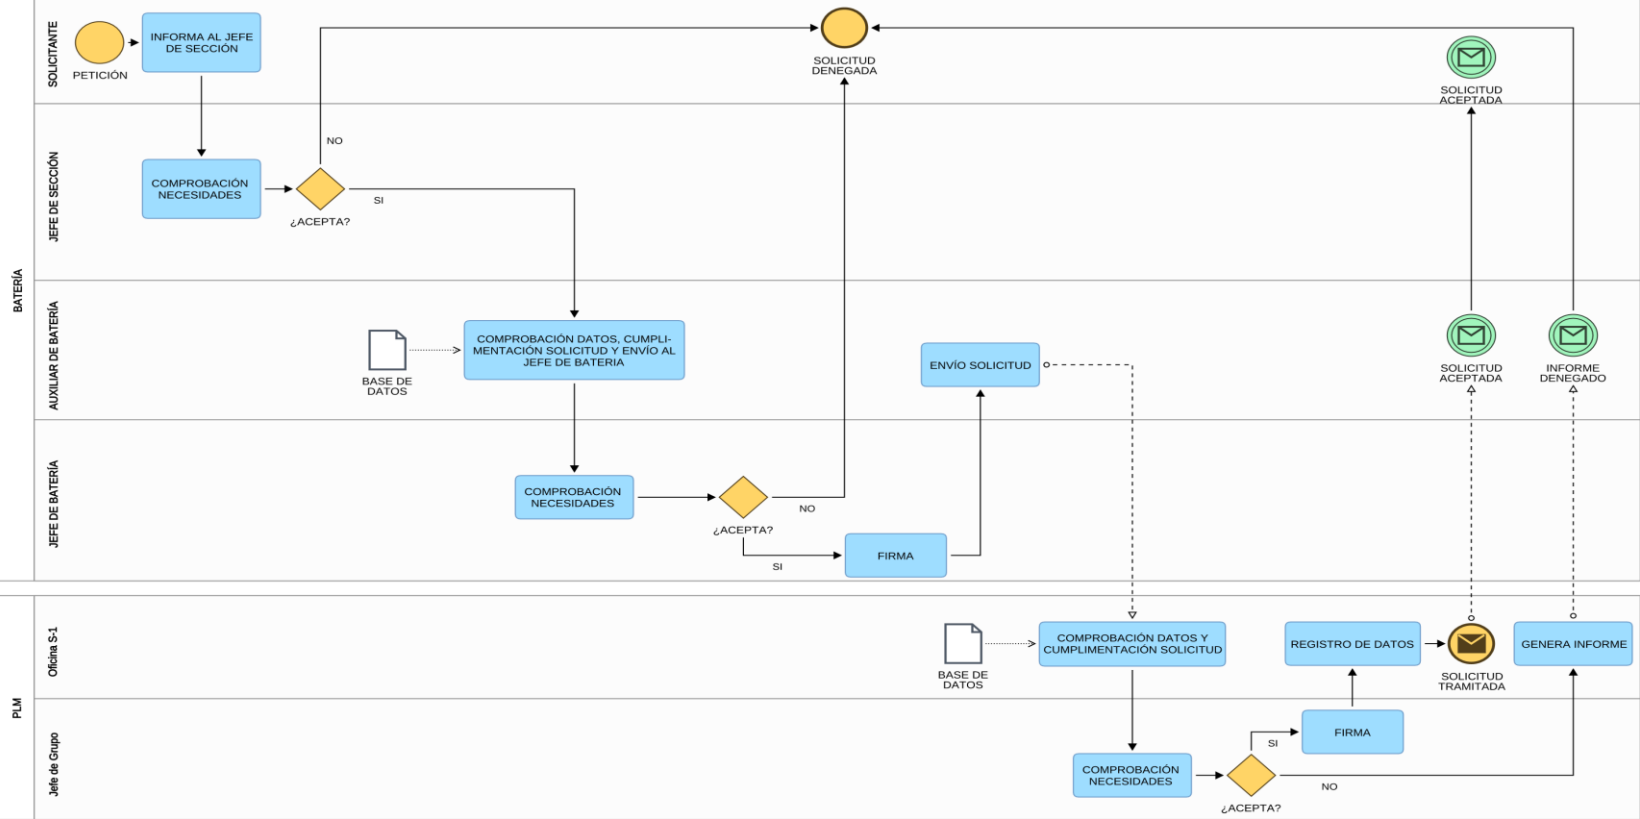 BATERÍA
SOLICITANTE
PETICIÓN
INFORMA AL JEFE
DE SECCIÓN
SOLICITUD
DENEGADA
SOLICITUD
ACEPTADA
JEFE DE SECCIÓN
COMPROBACIÓN
NECESIDADES
¿ACEPTA?
NO
SI
AUXILIAR DE BATERÍA
BASE DE
DATOS
COMPROBACIÓN DATOS, CUMPLI-
MENTACIÓN SOLICITUD Y ENVÍO AL
JEFE DE BATERIA
ENVÍO SOLICITUD
SOLICITUD
ACEPTADA
INFORME
DENEGADO
JEFE DE BATERÍA
COMPROBACIÓN
NECESIDADES
¿ACEPTA?
NO
SI
FIRMA
PLM
Oficina S-1
BASE DE
DATOS
COMPROBACIÓN DATOS Y
CUMPLIMENTACIÓN SOLICITUD
REGISTRO DE DATOS
SOLICITUD
TRAMITADA
GENERA INFORME
Jefe de Grupo
COMPROBACIÓN
NECESIDADES
¿ACEPTA?
SI
FIRMA
NO